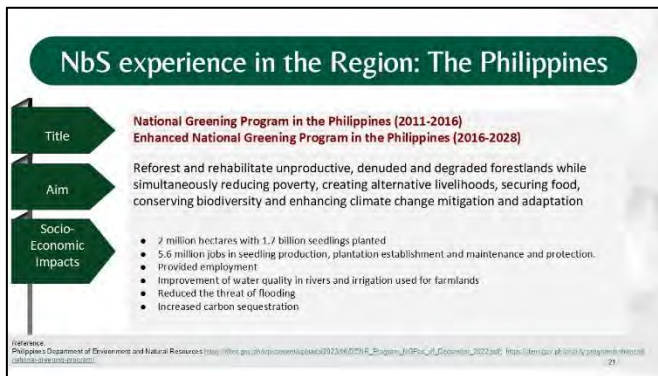 NbS experience in the Region: The Philippines
Title
National Greening Program in the Philippines (2011-2016)
Enhanced National Greening Program in the Philippines (2016-2028)
Aim
Reforest and rehabilitate unproductive, denuded and degraded forestlands while
simultaneously reducing poverty, creating alternative livelihoods, securing food,
conserving biodiversity and enhancing climate change mitigation and adaptation
Socio-
Economic
Impacts
● 2 million hectares with 1.7 billion seedlings planted
● 5.6 million jobs in seedling production, plantation establishment and maintenance and protection.
● Provided employment
● Improvement of water quality in rivers and irrigation used for farmlands
● Reduced the threat of flooding
● Increased carbon sequestration
Reference:
Philippines Department of Environment and Natural Resources
21